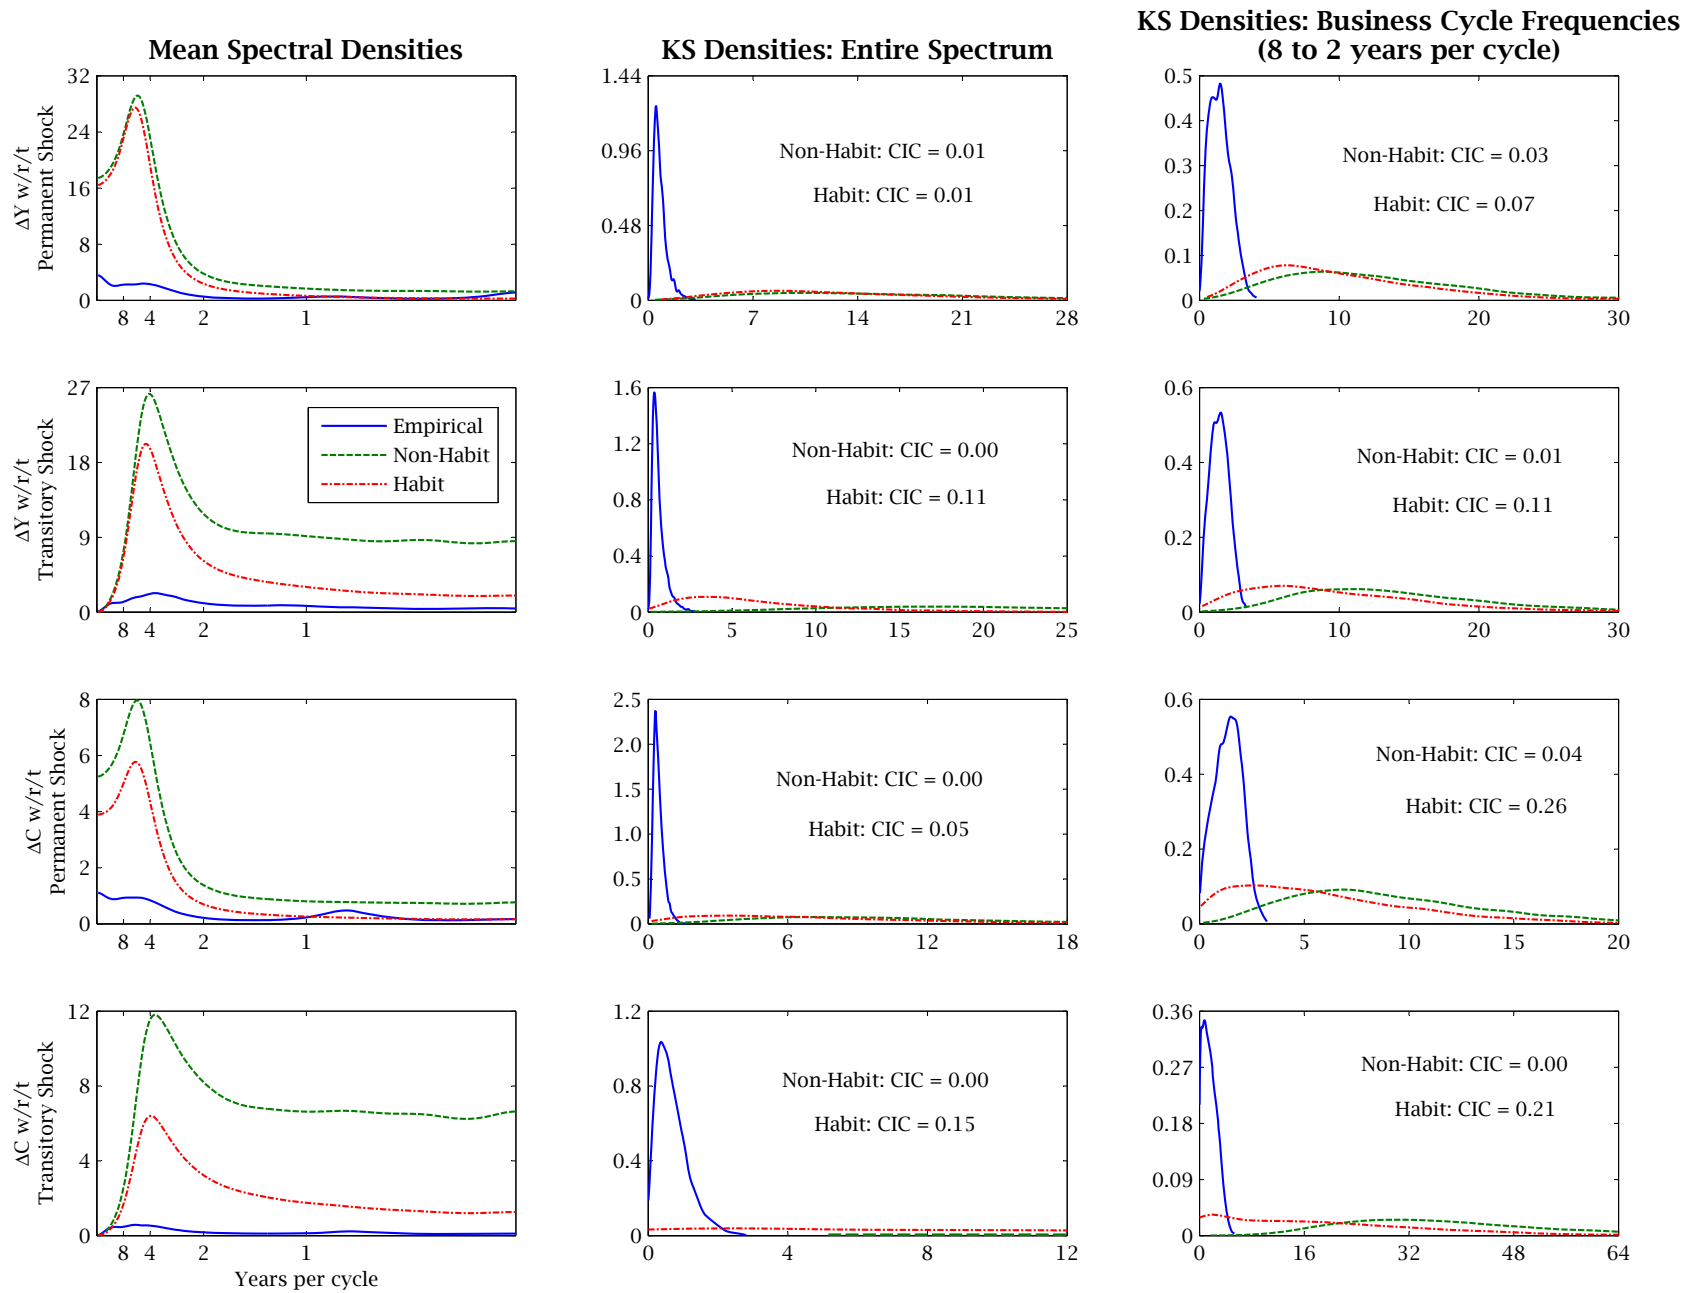 Mean Spectral Densities
KS Densities: Entire Spectrum
KS Densities: Business Cycle Frequencies
(8 to 2 years per cycle)
ΔY w/r/t
Permanent Shock
32
24
16
8
0
8 4 2 1
1.44
0.96
0.48
0
0 7 14 21 28
Non-Habit: CIC = 0.01
Habit: CIC = 0.01
0.5
0.4
0.3
0.2
0.1
0
0 10 20 30
Non-Habit: CIC = 0.03
Habit: CIC = 0.07
ΔY w/r/t
Transitory Shock
27
18
9
0
8 4 2 1
Empirical
Non-Habit
Habit
1.6
1.2
0.8
0.4
0
0 5 10 15 20 25
Non-Habit: CIC = 0.00
Habit: CIC = 0.11
0.6
0.4
0.2
0
0 10 20 30
Non-Habit: CIC = 0.01
Habit: CIC = 0.11
ΔC w/r/t
Permanent Shock
8
6
4
2
0
8 4 2 1
2.5
2.0
1.5
1.0
0.5
0
0 6 12 18
Non-Habit: CIC = 0.00
Habit: CIC = 0.05
0.6
0.4
0.2
0
0 5 10 15 20
Non-Habit: CIC = 0.04
Habit: CIC = 0.26
ΔC w/r/t
Transitory Shock
12
8
4
0
8 4 2 1
Years per cycle
1.2
0.8
0.4
0
0 4 8 12
Non-Habit: CIC = 0.00
Habit: CIC = 0.15
0.36
0.27
0.18
0.09
0
0 16 32 48 64
Non-Habit: CIC = 0.00
Habit: CIC = 0.21